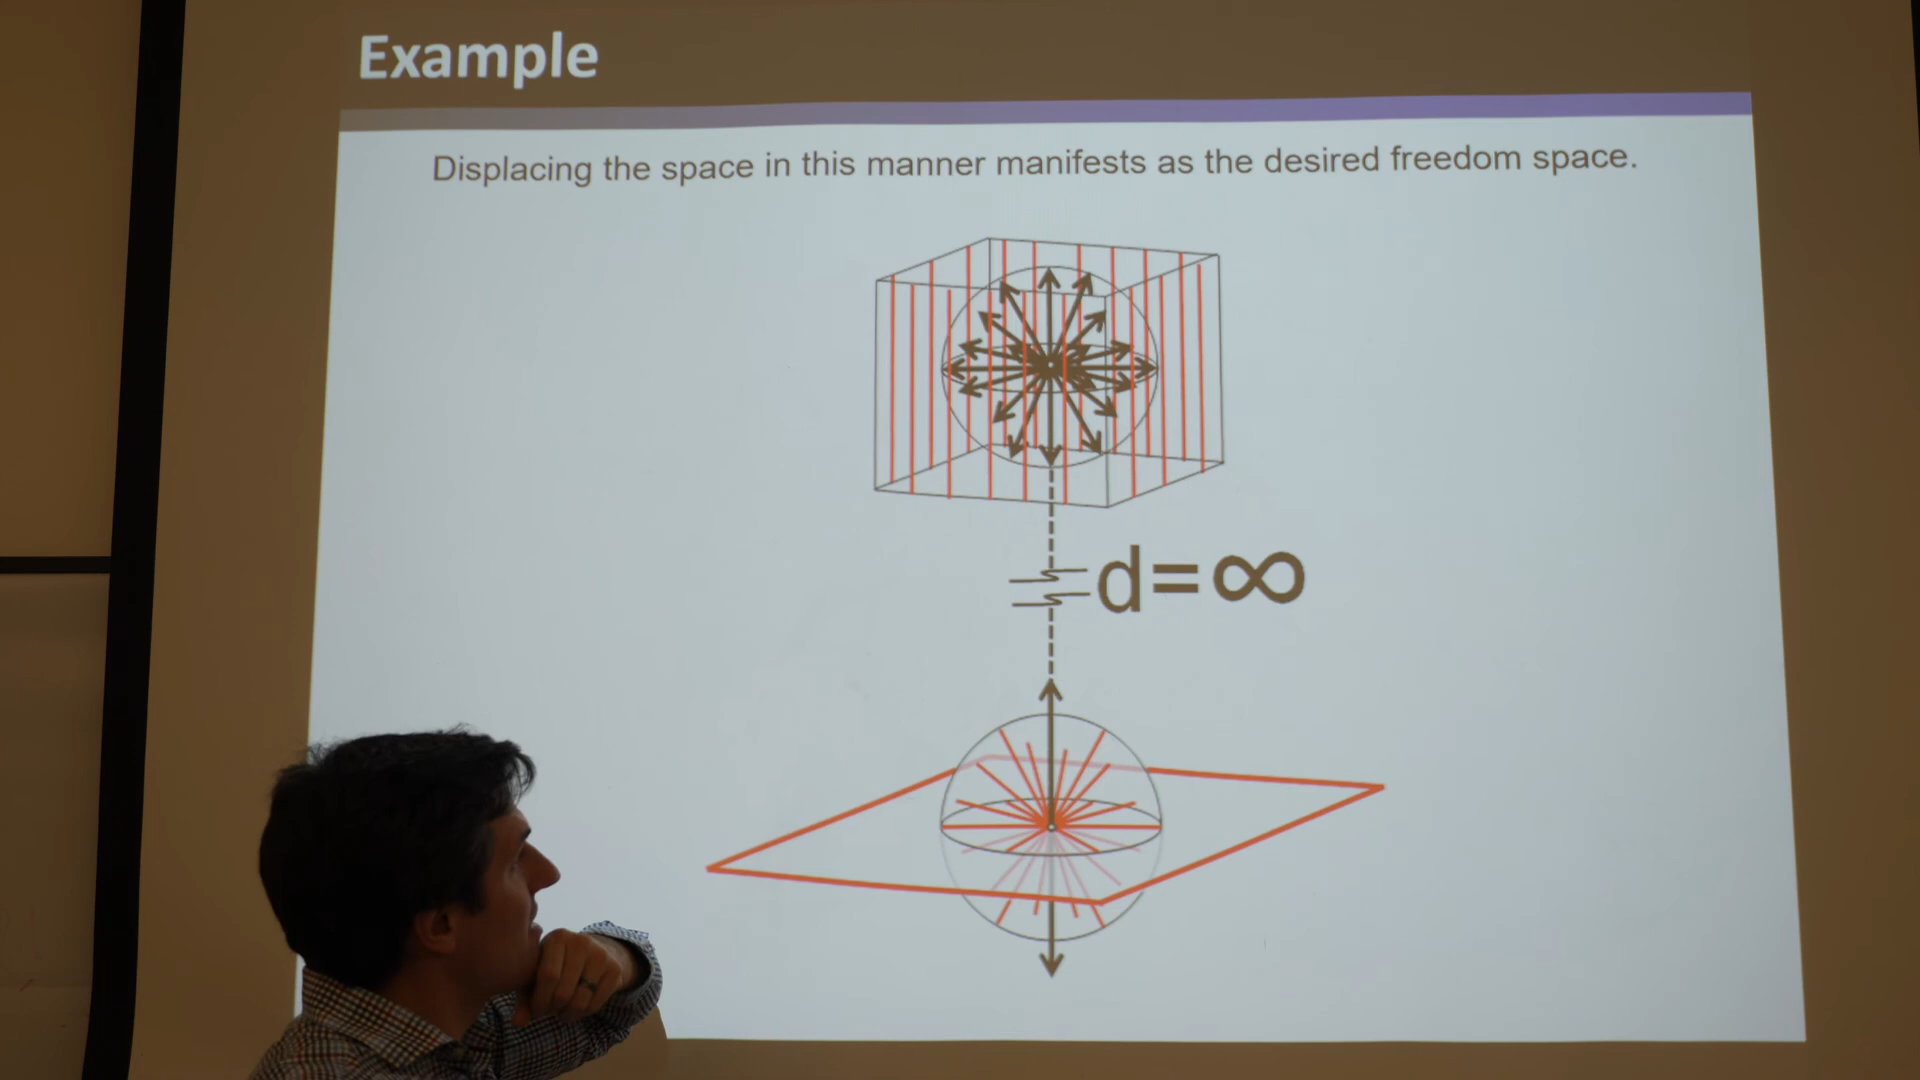 Example
Displacing the space in this manner manifests as the desired freedom space.
d=∞